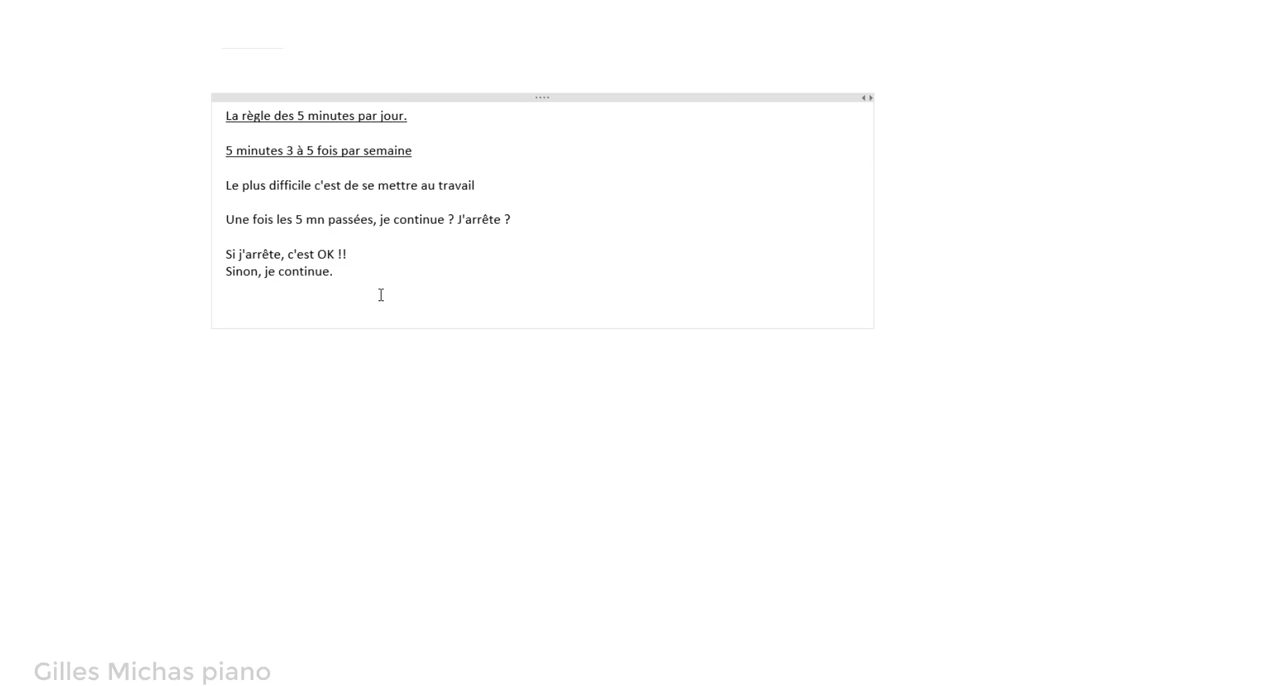 La règle des 5 minutes par jour.
5 minutes 3 à 5 fois par semaine
Le plus difficile c'est de se mettre au travail
Une fois les 5 mn passées, je continue ? J'arrête ?
Si j'arrête, c'est OK !!
Sinon, je continue.
Gilles Michas piano